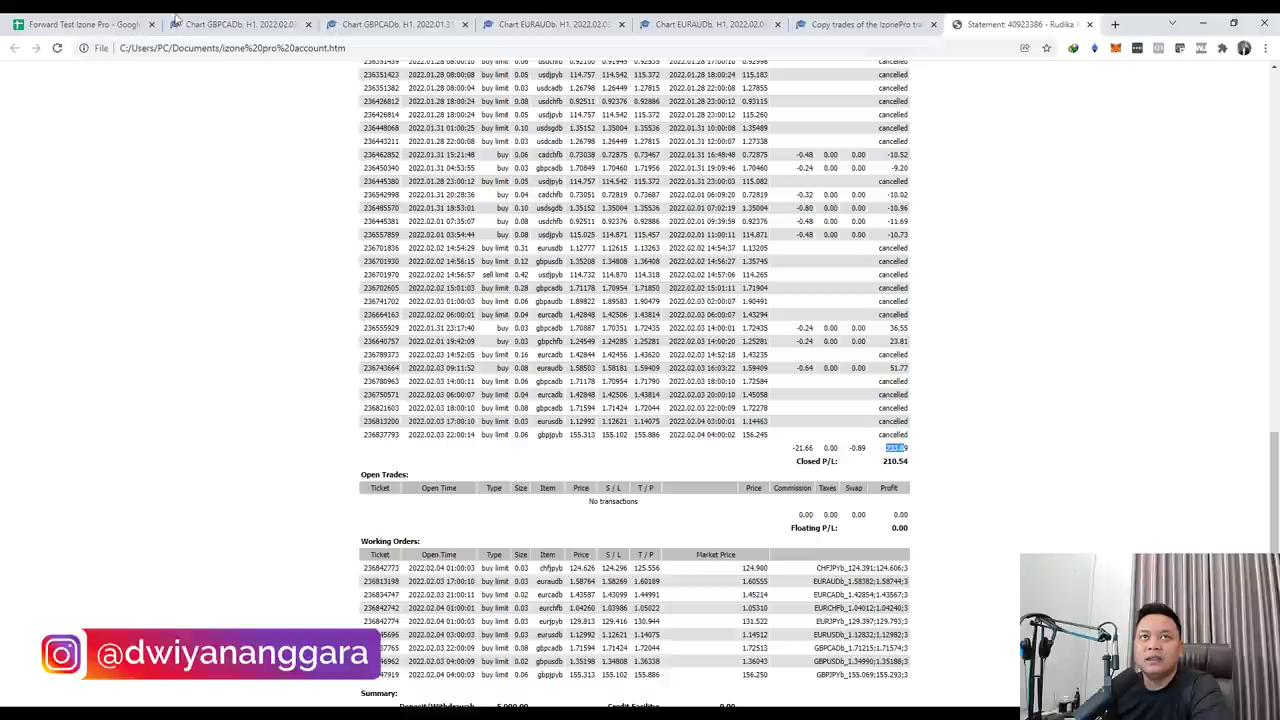 Forward Test Izone Pro - Googl
Chart GBPCADb, H1, 2022.02.0
Chart GBPCADb, H1, 2022.01.31
Chart EURAUDb, H1, 2022.02.03
Chart EURAUDb, H1, 2022.02.0
Copy trades of the IzonePro tra
Statement: 40923386 - Rudika R
File C:/Users/PC/Documents/izone%20pro%20account.htm
236351423 2022.01.28 08:00:08 buy limit 0.05 usdjpyb 114.757 114.542 115.372 2022.01.28 18:00:24 115.183 cancelled
236351382 2022.01.28 08:00:04 buy limit 0.03 usdcadb 1.26798 1.26449 1.27815 2022.01.28 22:00:08 1.27855 cancelled
236426812 2022.01.28 18:00:24 buy limit 0.08 usdchfb 0.92511 0.92376 0.92886 2022.01.28 23:00:12 0.93115 cancelled
236426814 2022.01.28 18:00:24 buy limit 0.05 usdjpyb 114.757 114.542 115.372 2022.01.28 23:00:12 115.260 cancelled
236448068 2022.01.31 01:00:25 buy limit 0.10 usdsgdb 1.35152 1.35004 1.35536 2022.01.31 10:00:08 1.35489 cancelled
236443211 2022.01.28 22:00:08 buy limit 0.03 usdcadb 1.26798 1.26449 1.27815 2022.01.31 12:00:07 1.27338 cancelled
236462852 2022.01.31 15:21:48 buy 0.06 cadchfb 0.73038 0.72875 0.73467 2022.01.31 16:48:48 0.72875 -0.48 0.00 0.00 -10.52
236450340 2022.01.31 04:53:55 buy 0.03 gbpcadb 1.70849 1.70460 1.71956 2022.01.31 19:09:46 1.70460 -0.24 0.00 0.00 -9.20
236445380 2022.01.28 23:00:12 buy limit 0.05 usdjpyb 114.757 114.542 115.372 2022.01.31 23:00:03 115.082 cancelled
236542998 2022.01.31 20:28:36 buy 0.04 cadchfb 0.73051 0.72819 0.73687 2022.02.01 06:09:20 0.72819 -0.32 0.00 0.00 -10.02
236485570 2022.01.31 18:53:01 buy 0.10 usdsgdb 1.35152 1.35004 1.35536 2022.02.01 07:02:19 1.35004 -0.80 0.00 0.00 -10.96
236445381 2022.02.01 07:35:07 buy 0.08 usdchfb 0.92511 0.92376 0.92886 2022.02.01 09:39:59 0.92376 -0.48 0.00 0.00 -11.69
236557859 2022.02.01 03:54:44 buy 0.08 usdjpyb 115.025 114.871 115.457 2022.02.01 11:00:11 114.871 -0.48 0.00 0.00 -10.73
236701836 2022.02.02 14:54:29 buy limit 0.31 eurusdb 1.12777 1.12615 1.13263 2022.02.02 14:54:37 1.13205 cancelled
236701930 2022.02.02 14:56:15 buy limit 0.12 gbpusdb 1.35208 1.34808 1.36408 2022.02.02 14:56:27 1.35745 cancelled
236701970 2022.02.02 14:56:57 sell limit 0.42 usdjpyb 114.732 114.870 114.318 2022.02.02 14:57:06 114.265 cancelled
236702605 2022.02.02 15:01:03 buy limit 0.28 gbpcadb 1.71178 1.70954 1.71850 2022.02.02 15:01:11 1.71904 cancelled
236741702 2022.02.03 01:00:03 buy limit 0.06 gbpaudb 1.89822 1.89583 1.90479 2022.02.03 02:00:07 1.90491 cancelled
236664163 2022.02.02 06:00:01 buy limit 0.04 eurcadb 1.42848 1.42506 1.43814 2022.02.03 06:00:07 1.43294 cancelled
236555929 2022.01.31 23:17:40 buy 0.03 gbpcadb 1.70887 1.70351 1.72435 2022.02.03 14:00:01 1.72435 -0.24 0.00 0.00 36.55
236640757 2022.02.01 19:42:09 buy 0.03 gbpchfb 1.24549 1.24285 1.25281 2022.02.03 14:00:20 1.25281 -0.24 0.00 0.00 23.81
236789373 2022.02.03 14:52:05 buy limit 0.16 eurcadb 1.42844 1.42456 1.43620 2022.02.03 14:52:18 1.43235 cancelled
236743664 2022.02.03 09:11:52 buy 0.08 euraudb 1.58503 1.58181 1.59409 2022.02.03 16:03:22 1.59409 -0.64 0.00 0.00 51.77
236780963 2022.02.03 14:00:11 buy limit 0.06 gbpcadb 1.71178 1.70954 1.71790 2022.02.03 18:00:10 1.72584 cancelled
236750571 2022.02.03 06:00:07 buy limit 0.04 eurcadb 1.42848 1.42506 1.43814 2022.02.03 20:00:10 1.45058 cancelled
236821603 2022.02.03 18:00:10 buy limit 0.08 gbpcadb 1.71594 1.71424 1.72044 2022.02.03 22:00:09 1.72278 cancelled
236813200 2022.02.03 17:00:10 buy limit 0.03 eurusdb 1.12992 1.12621 1.14075 2022.02.04 03:00:01 1.14463 cancelled
236837793 2022.02.03 22:00:14 buy limit 0.06 gbpjpyb 155.313 155.102 155.886 2022.02.04 04:00:02 156.245 cancelled
-21.66 0.00 -0.89
Closed P/L: 210.54
Open Trades:
Ticket Open Time Type Size Item Price S / L T / P Price Commission Taxes Swap Profit
No transactions
0.00 0.00 0.00 0.00
Floating P/L: 0.00
Working Orders:
Ticket Open Time Type Size Item Price S / L T / P Market Price
236842773 2022.02.04 01:00:03 buy limit 0.03 chfjpyb 124.626 124.296 125.556 124.900 CHFJPYb_124.391;124.606;3
236813198 2022.02.03 17:00:10 buy limit 0.03 euraudb 1.58764 1.58269 1.60189 1.60555 EURAUDb_1.58382;1.58744;3
236834747 2022.02.03 21:00:11 buy limit 0.02 eurcadb 1.43587 1.43099 1.44991 1.45214 EURCADb_1.42854;1.43567;3
236842742 2022.02.04 01:00:01 buy limit 0.03 eurchfb 1.04260 1.03986 1.05022 1.05310 EURCHFb_1.04012;1.04240;3
236842774 2022.02.04 01:00:03 buy limit 0.03 eurjpyb 129.813 129.416 130.944 131.522 EURJPYb_129.397;129.793;3
45696 2022.02.04 03:00:03 buy limit 0.03 eurusdb 1.12992 1.12621 1.14075 1.14512 EURUSDb_1.12832;1.12982;3
37765 2022.02.03 22:00:09 buy limit 0.08 gbpcadb 1.71594 1.71424 1.72044 1.72513 GBPCADb_1.71215;1.71574;3
46962 2022.02.04 04:00:09 buy limit 0.02 gbpusdb 1.35188 1.34808 1.36338 1.36043 GBPUSDb_1.34990;1.35188;3
47919 2022.02.04 04:00:03 buy limit 0.06 gbpjpyb 155.313 155.102 155.886 156.250 GBPJPYb_155.069;155.293;3
@dwiyananggara
Summary:
Deposit/Withdrawal: 5,000.00 Credit Facility: 0.00